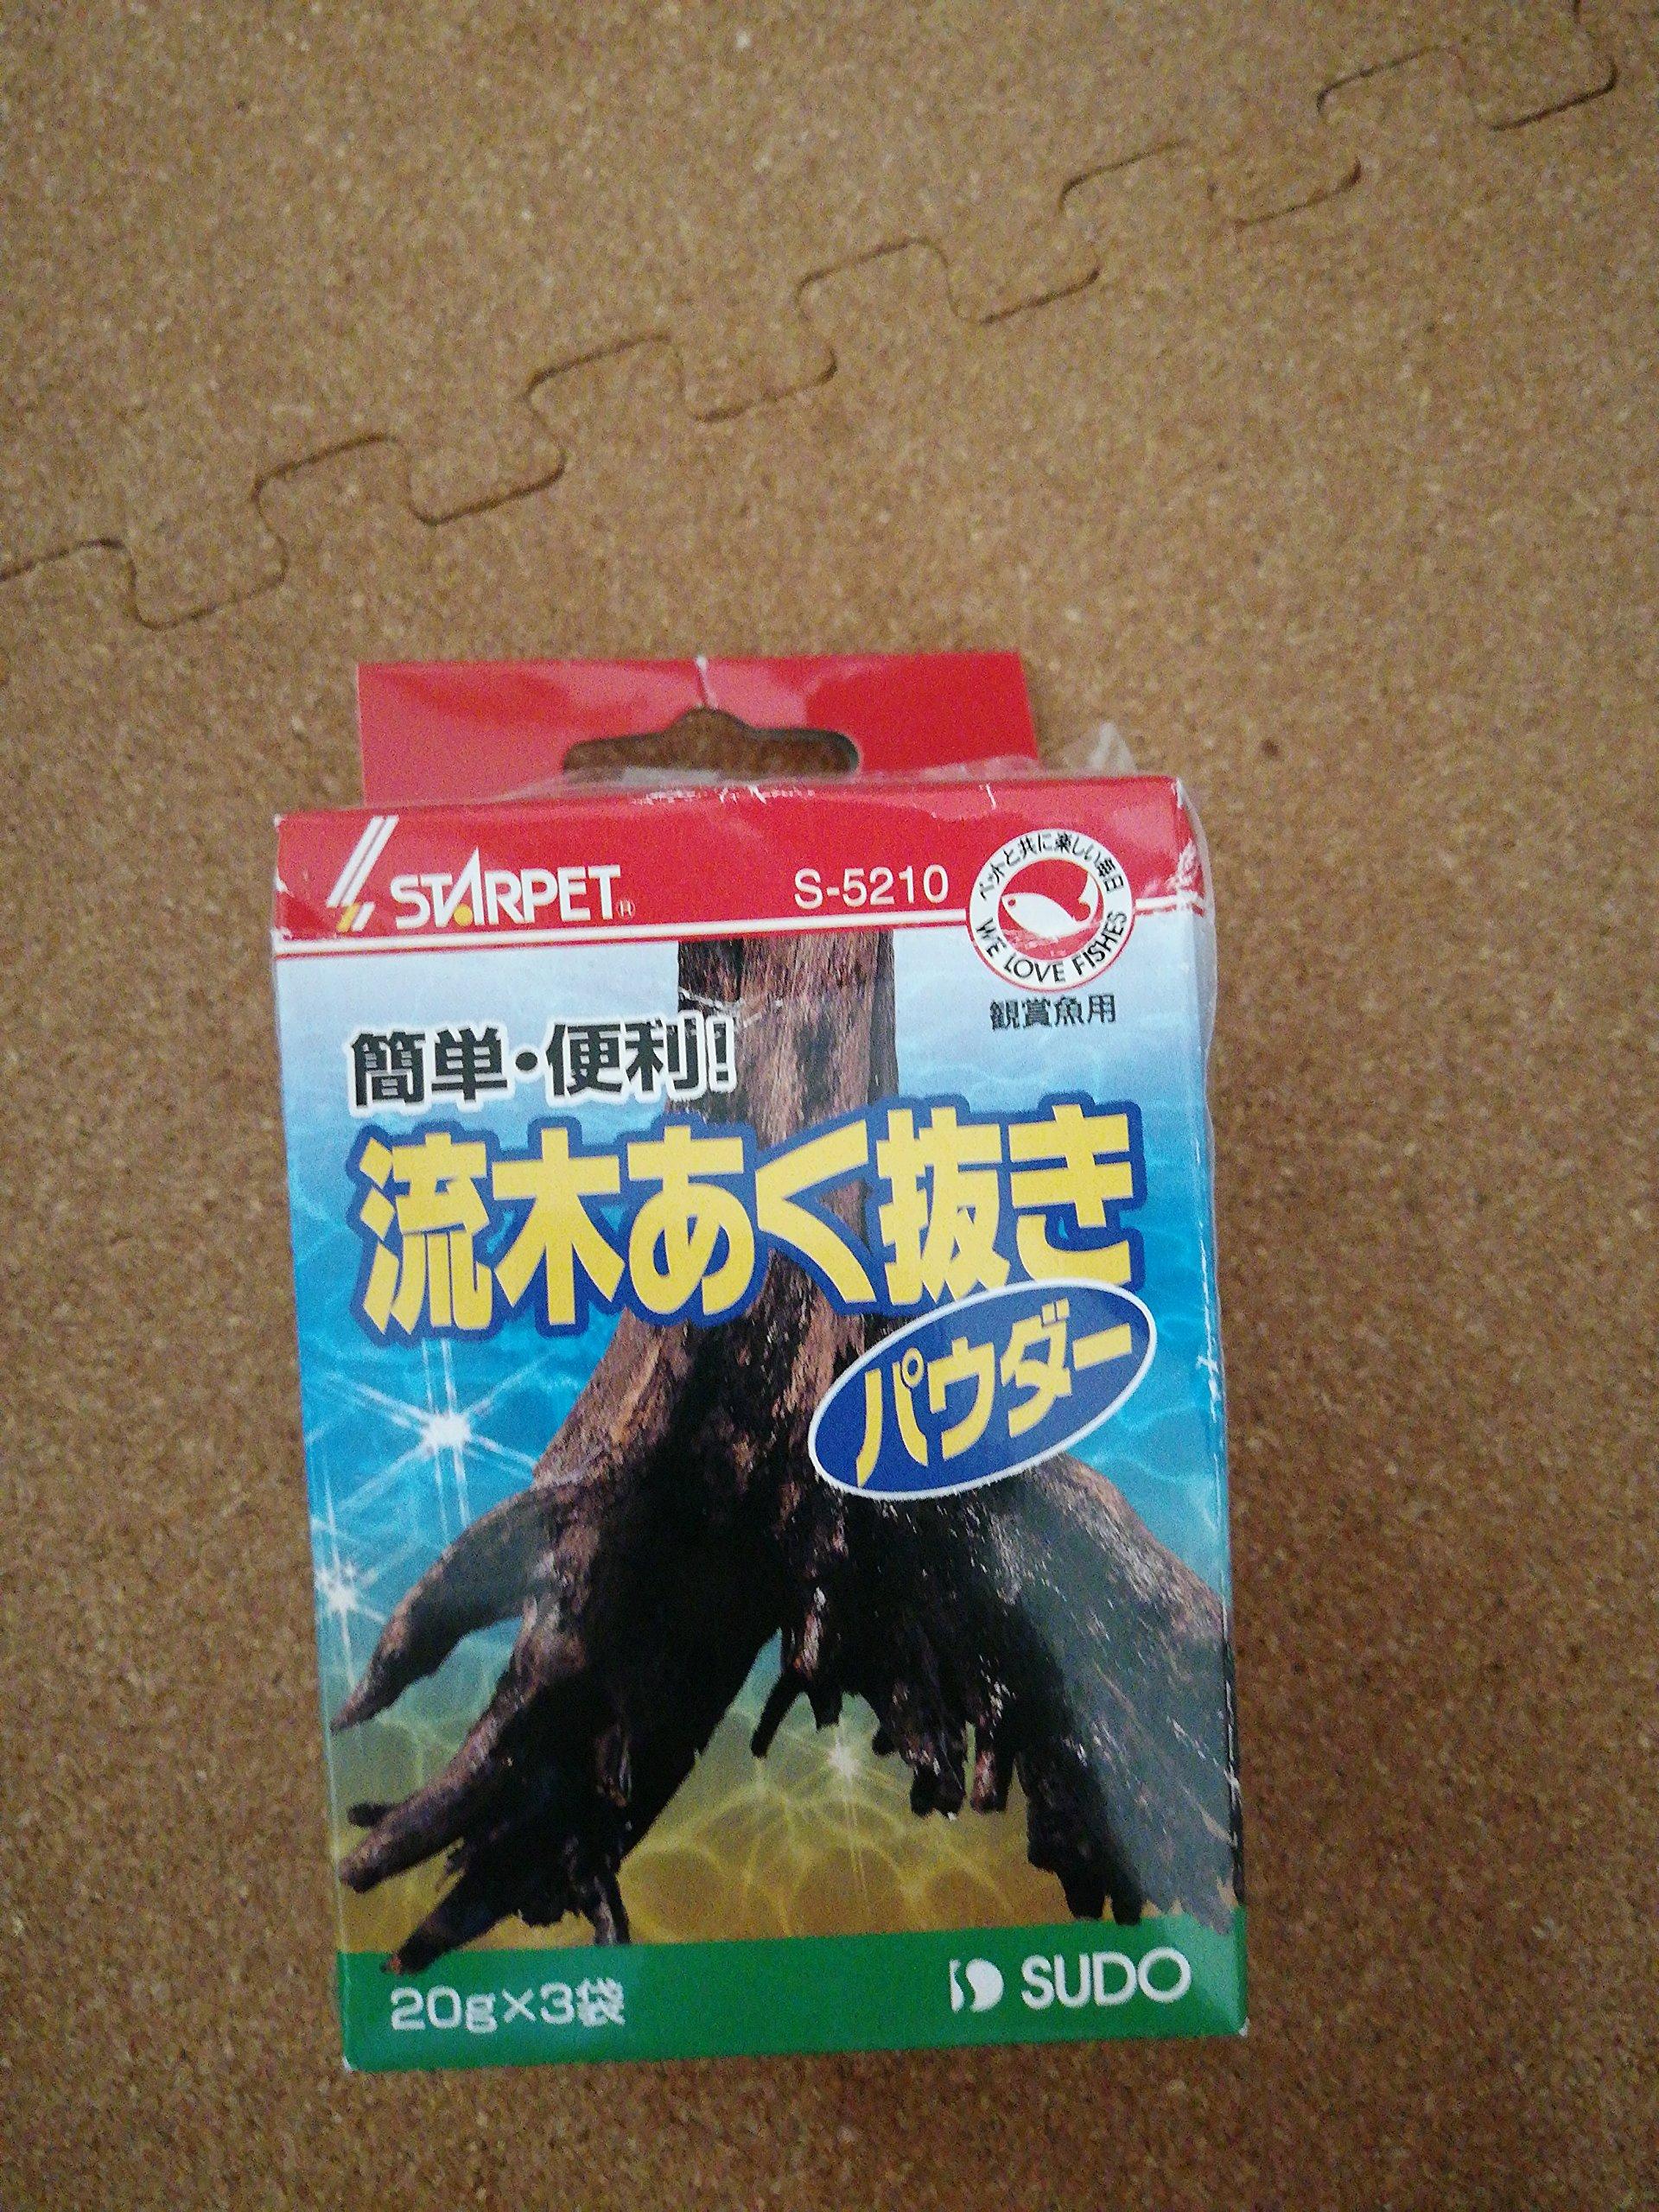 STARPET®
S-5210
ペットと共に楽しい毎日
WE LOVE FISHES
観賞魚用
簡単・便利!
流木あく抜き
パウダー
20g×3袋
SUDO